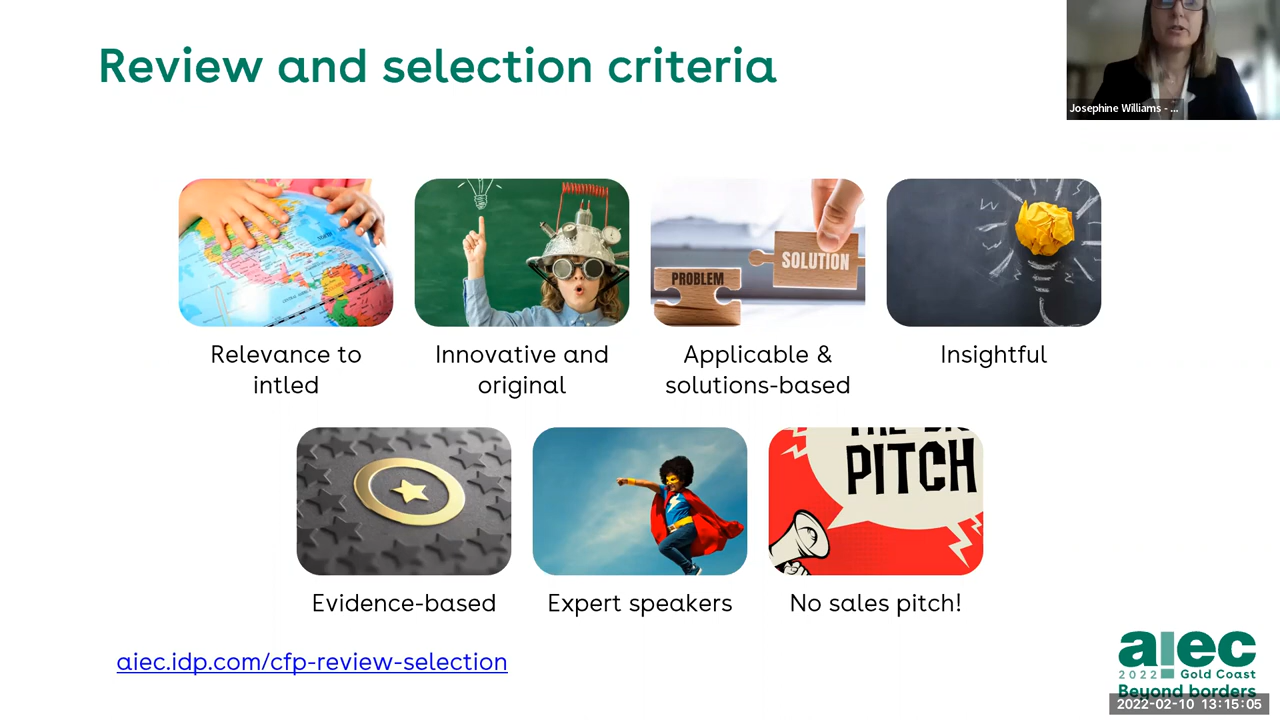 Review and selection criteria
Josephine Williams - ...
PROBLEM
SOLUTION
Relevance to
intled
Innovative and
original
Applicable &
solutions-based
Insightful
PITCH
Evidence-based
Expert speakers
No sales pitch!
aiec.idp.com/cfp-review-selection
aiec
2022 Gold Coast
Beyond borders
2022-02-10 13:15:05